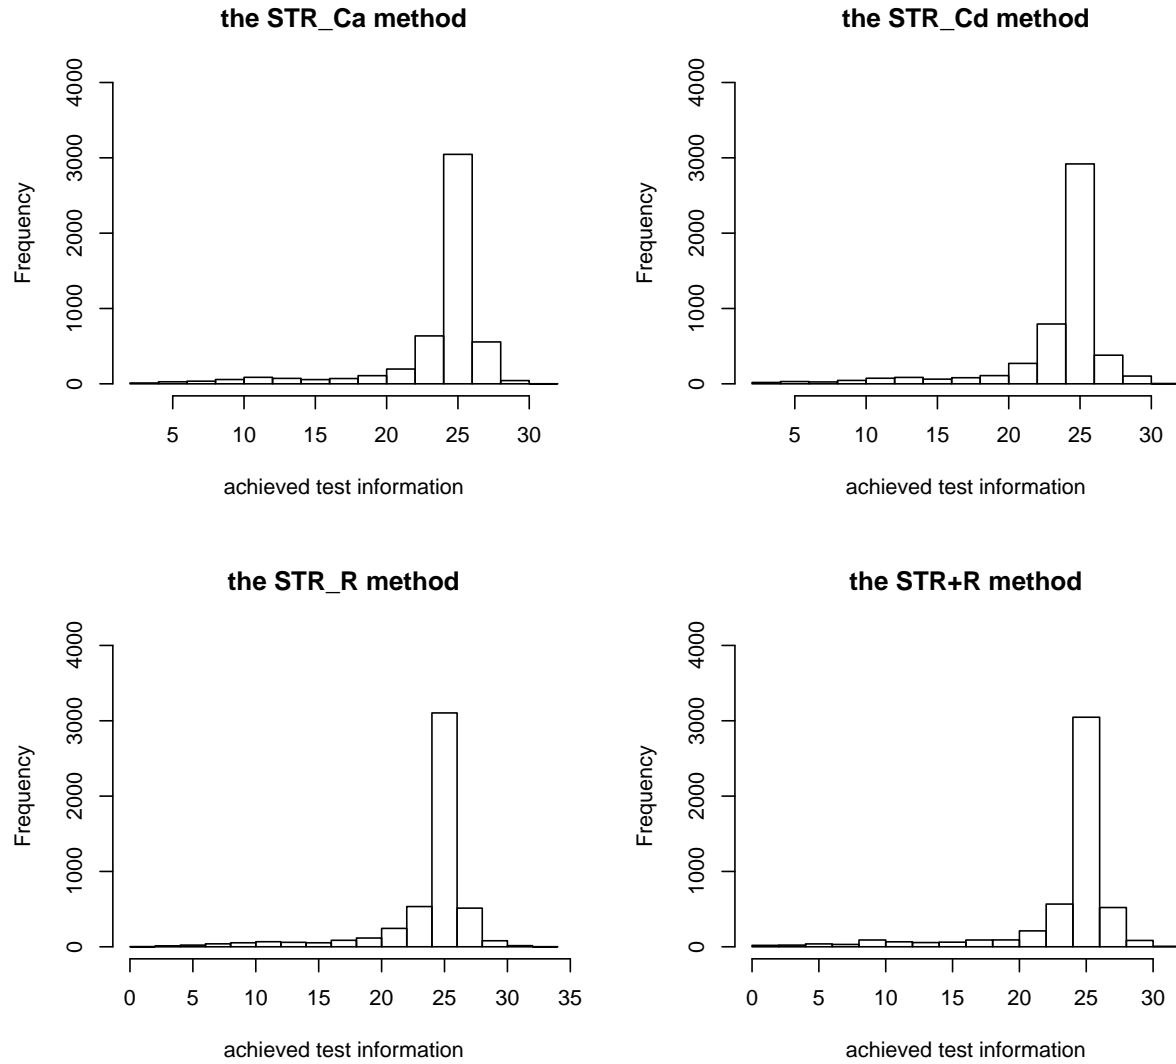 the STR_Ca method
Frequency
4000
3000
2000
1000
0
5 10 15 20 25 30
achieved test information
the STR_Cd method
Frequency
4000
3000
2000
1000
0
5 10 15 20 25 30
achieved test information
the STR_R method
Frequency
4000
3000
2000
1000
0
0 5 10 15 20 25 30 35
achieved test information
the STR+R method
Frequency
4000
3000
2000
1000
0
0 5 10 15 20 25 30
achieved test information